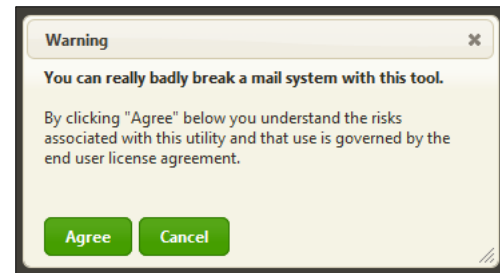 Warning
You can really badly break a mail system with this tool.
By clicking "Agree" below you understand the risks
associated with this utility and that use is governed by the
end user license agreement.
Agree Cancel